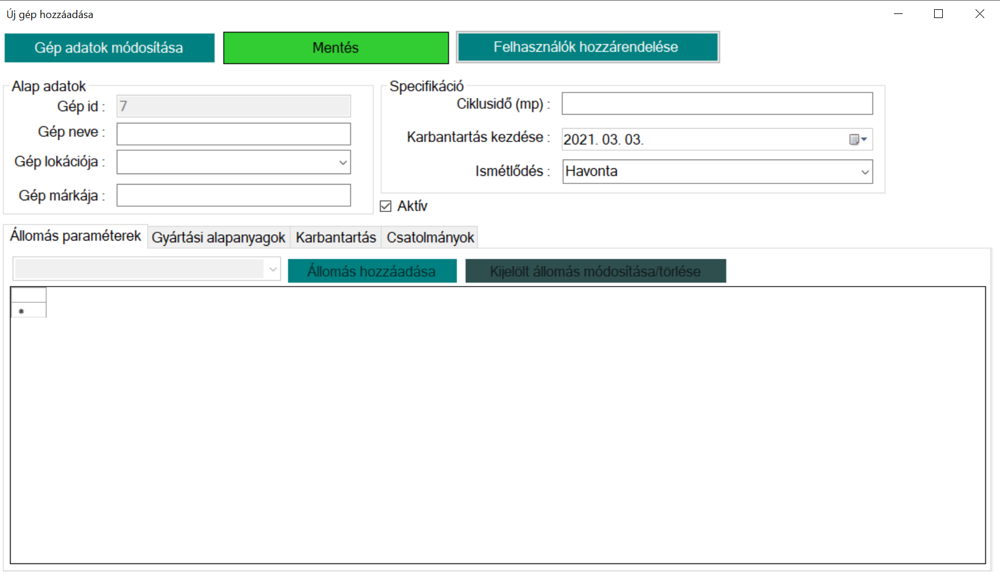 Új gép hozzáadása
Gép adatok módosítása
Mentés
Felhasználók hozzárendelése
Alap adatok
Gép id :
7
Gép neve :
Gép lokációja :
Gép márkája :
Specifikáció
Ciklusidő (mp) :
Karbantartás kezdése :
2021. 03. 03.
Ismétlődés :
Havonta
Aktív
Állomás paraméterek
Gyártási alapanyagok
Karbantartás
Csatolmányok
Állomás hozzáadása
Kijelölt állomás módosítása/törlése